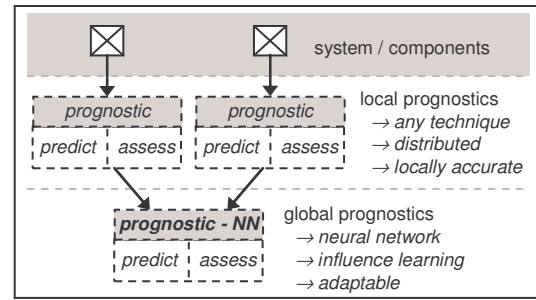 system / components
prognostic
prognostic
local prognostics
predict
assess
predict
assess
→ any technique
→ distributed
→ locally accurate
prognostic - NN
predict
assess
global prognostics
→ neural network
→ influence learning
→ adaptable